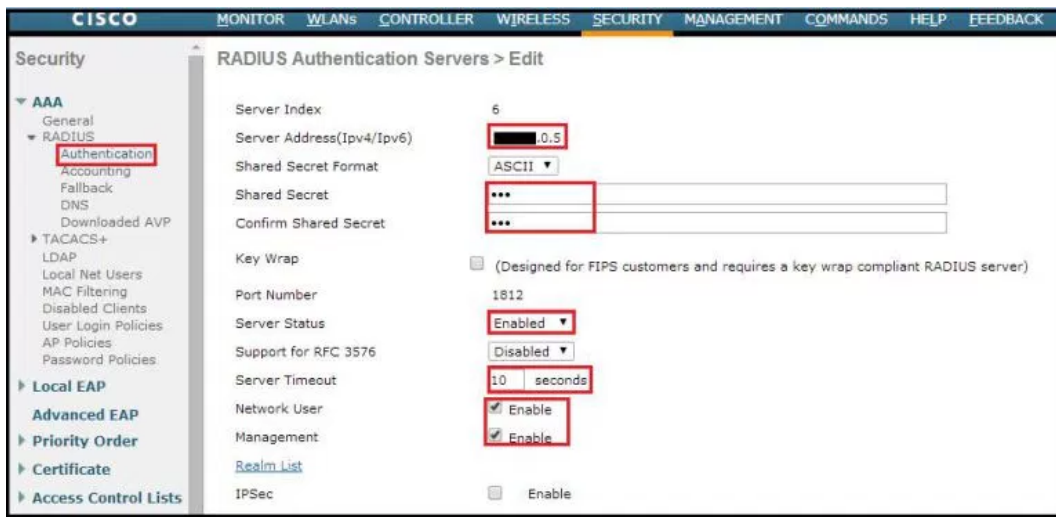 CISCO MONITOR WLANs CONTROLLER WIRELESS SECURITY MANAGEMENT COMMANDS HELP FEEDBACK
Security
AAA
General
RADIUS
Authentication
Accounting
Fallback
DNS
Downloaded AVP
TACACS+
LDAP
Local Net Users
MAC Filtering
Disabled Clients
User Login Policies
AP Policies
Password Policies
Local EAP
Advanced EAP
Priority Order
Certificate
Access Control Lists
RADIUS Authentication Servers > Edit
Server Index 6
Server Address(Ipv4/Ipv6) .0.5
Shared Secret Format ASCII
Shared Secret •••
Confirm Shared Secret •••
Key Wrap (Designed for FIPS customers and requires a key wrap compliant RADIUS server)
Port Number 1812
Server Status Enabled
Support for RFC 3576 Disabled
Server Timeout 10 seconds
Network User Enable
Management Enable
Realm List
IPSec Enable